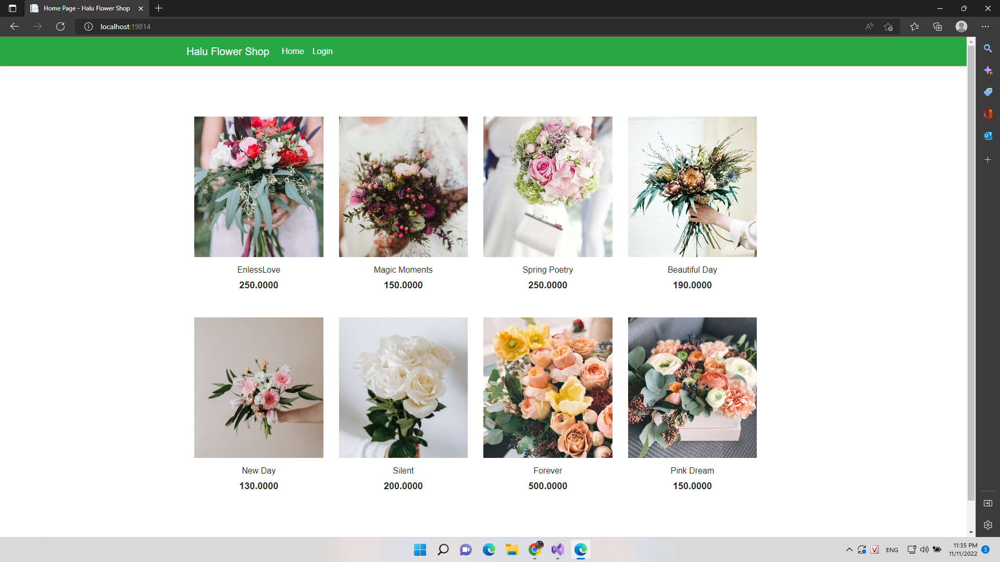 Home Page - Halu Flower Shop
localhost:19814
Halu Flower Shop Home Login
EnlessLove Magic Moments Spring Poetry Beautiful Day
250.0000 150.0000 250.0000 190.0000
New Day Silent Forever Pink Dream
130.0000 200.0000 500.0000 150.0000
V ENG 11:35 PM 3
11/11/2022